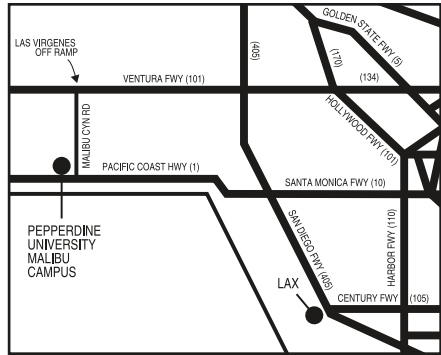 GOLDEN STATE FWY (5)
LAS VIRGENES
OFF RAMP
(405)
(170)
VENTURA FWY (101)
(134)
MALIBU CYN RD
HOLLYWOOD FWY (101)
PACIFIC COAST HWY (1)
SANTA MONICA FWY (10)
PEPPERDINE
UNIVERSITY
MALIBU
CAMPUS
SAN DIEGO FWY (405)
HARBOR FWY (110)
LAX
CENTURY FWY (105)